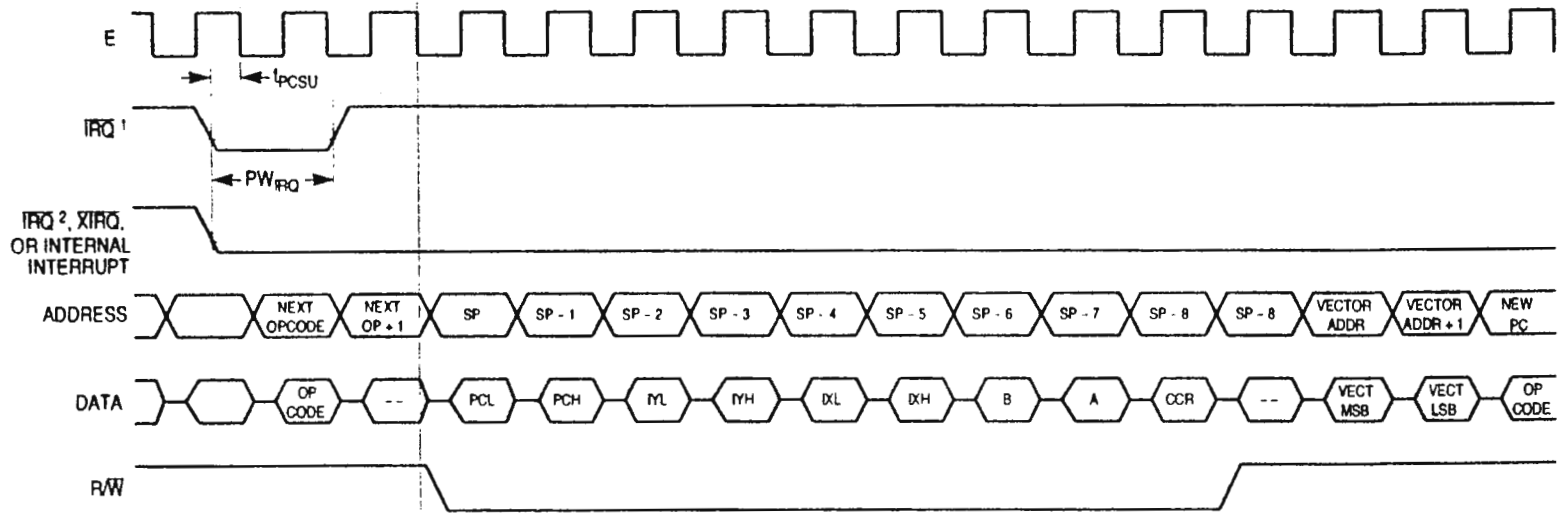 E
tPCSU
IRQ 1
PWIRQ
IRQ 2, XIRQ,
OR INTERNAL
INTERRUPT
ADDRESS
NEXT
OPCODE
NEXT
OP + 1
SP
SP - 1
SP - 2
SP - 3
SP - 4
SP - 5
SP - 6
SP - 7
SP - 8
SP - 8
VECTOR
ADDR
VECTOR
ADDR + 1
NEW
PC
DATA
OP
CODE
- -
PCL
PCH
IYL
IYH
IXL
IXH
B
A
CCR
- -
VECT
MSB
VECT
LSB
OP
CODE
R/W